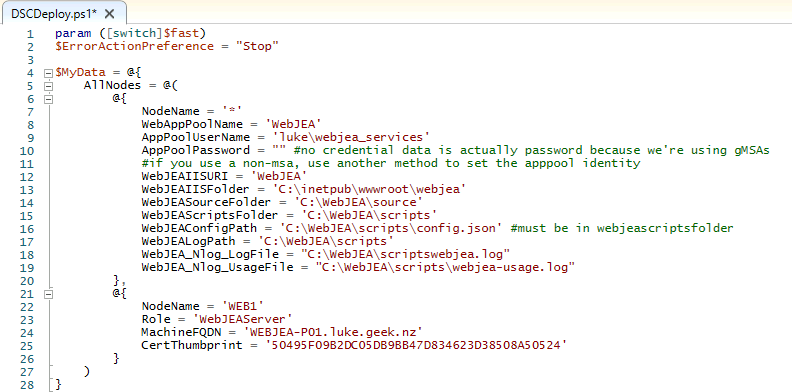 DSCDeploy.ps1*
1 param ([switch]$fast)
2 $ErrorActionPreference = "Stop"
3
4 $MyData = @{
5 AllNodes = @(
6 @{
7 NodeName = '*'
8 WebAppPoolName = 'WebJEA'
9 AppPoolUserName = 'luke\webjea_services'
10 AppPoolPassword = "" #no credential data is actually password because we're using gMSAs
11 #if you use a non-msa, use another method to set the apppool identity
12 WebJEAIISURI = 'WebJEA'
13 WebJEAIISFolder = 'C:\inetpub\wwwroot\webjea'
14 WebJEASourceFolder = 'C:\WebJEA\source'
15 WebJEAScriptsFolder = 'C:\WebJEA\scripts'
16 WebJEAConfigPath = 'C:\WebJEA\scripts\config.json' #must be in webjeascriptsfolder
17 WebJEALogPath = 'C:\WebJEA\scripts'
18 WebJEA_Nlog_LogFile = "C:\WebJEA\scriptswebjea.log"
19 WebJEA_Nlog_UsageFile = "C:\WebJEA\scripts\webjea-usage.log"
20 },
21 @{
22 NodeName = 'WEB1'
23 Role = 'WebJEAServer'
24 MachineFQDN = 'WEBJEA-P01.luke.geek.nz'
25 CertThumbprint = '50495F09B2DC05DB9BB47D834623D38508A50524'
26 }
27 )
28 }